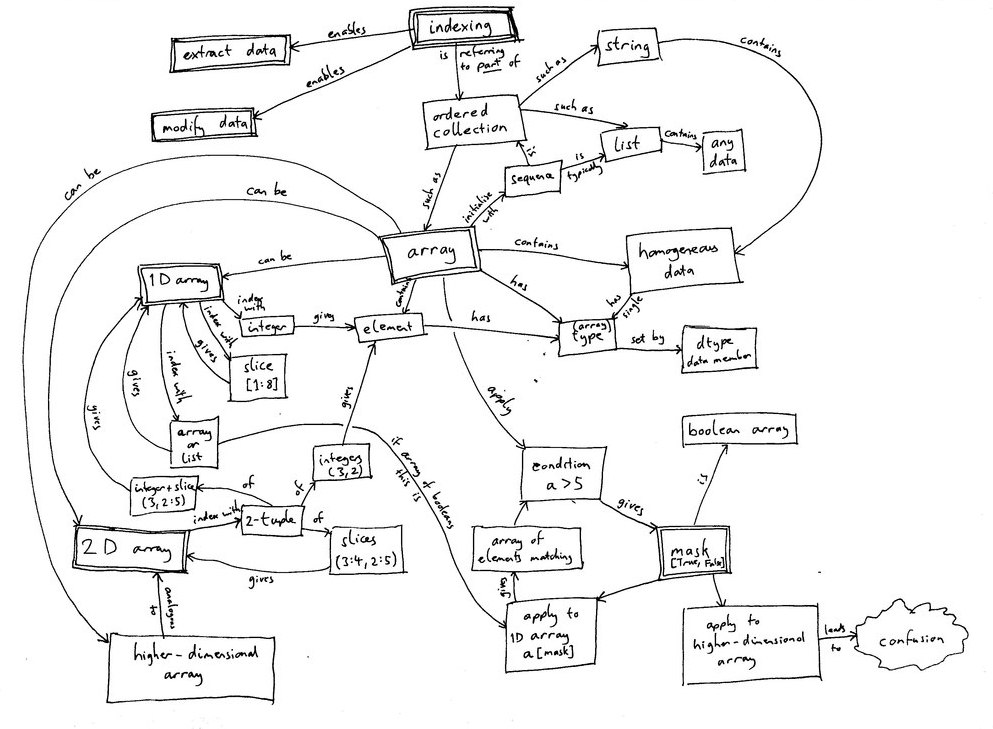 indexing
enables
extract data
is referring
to part of
enables
modify data
ordered
collection
such as
string
contains
such as
list
contains
any
data
is
sequence
is
typically
such as
initialise
with
can be
can be
array
contains
homogeneous
data
can be
1D array
index
with
integer
gives
contains
element
has
has
has
single
(array)
type
set by
dtype
data member
index with
gives
slice
[1:8]
index with
gives
array
or
list
gives
gives
apply
if array of booleans
this is
integers
(3,2)
integer+slice
(3, 2:5)
of
of
of
index with
2-tuple
slices
(3:4, 2:5)
gives
2D array
analogous
to
higher-dimensional
array
condition
a > 5
gives
boolean array
is
mask
[True, False]
array of
elements matching
gives
apply to
1D array
a[mask]
apply to
higher-dimensional
array
leads
to
confusion